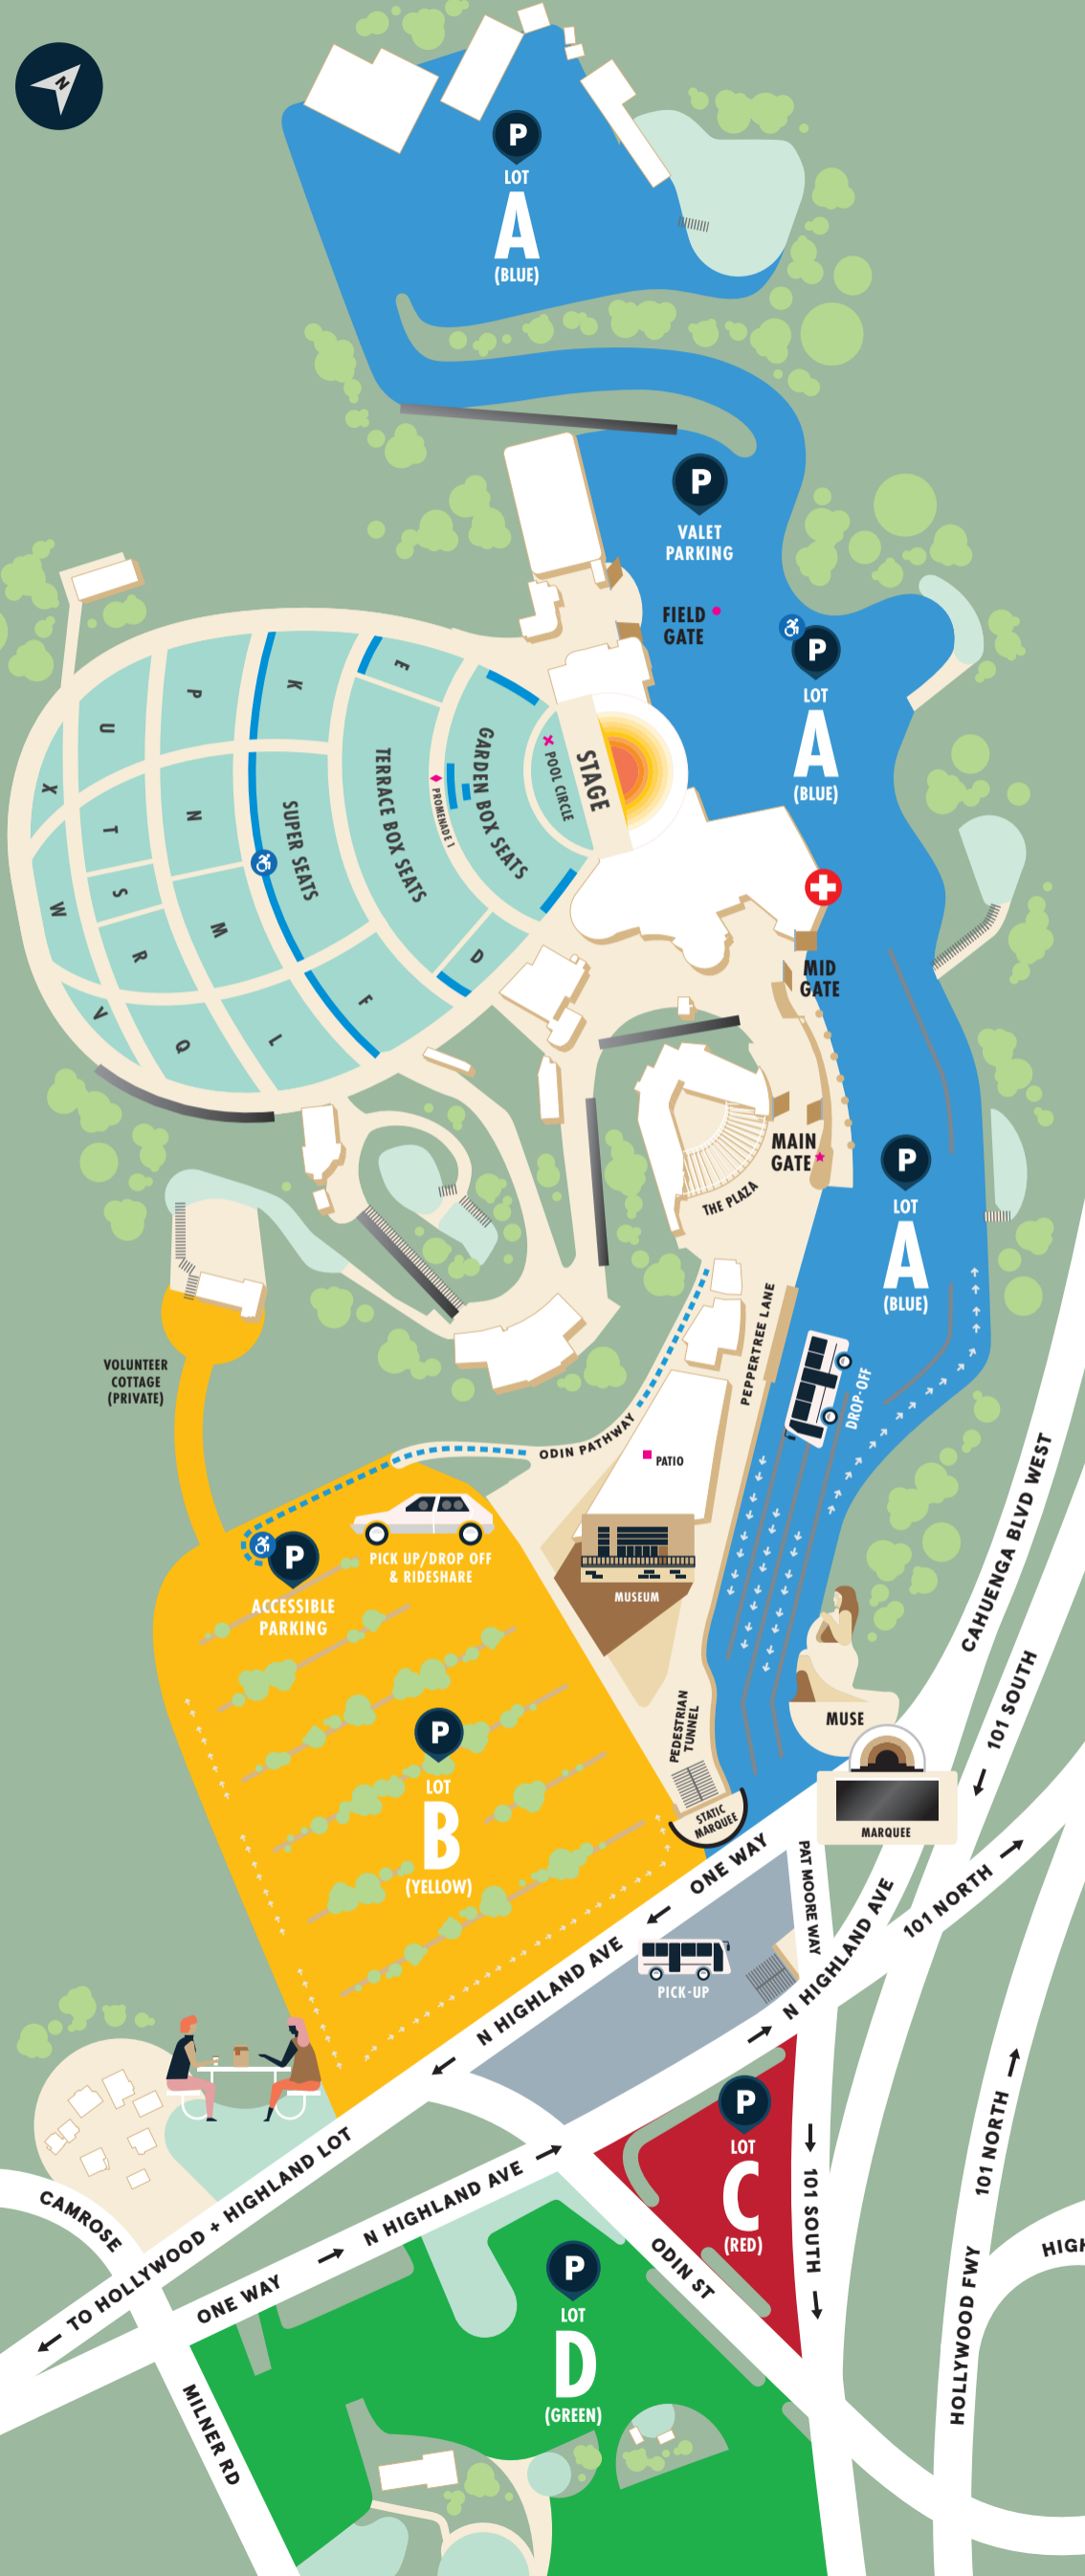 N
P
LOT
A
(BLUE)
P
VALET
PARKING
FIELD
GATE
P
LOT
A
(BLUE)
E
K
P
U
X
GARDEN BOX SEATS
POOL CIRCLE
STAGE
TERRACE BOX SEATS
PROMENADE 1
SUPER SEATS
N
T
S
W
M
R
D
F
V
Q
L
MID
GATE
MAIN
GATE
THE PLAZA
P
LOT
A
(BLUE)
PEPPERTREE LANE
DROP-OFF
VOLUNTEER
COTTAGE
(PRIVATE)
ODIN PATHWAY
PATIO
P
ACCESSIBLE
PARKING
PICK UP/DROP OFF
& RIDESHARE
MUSEUM
CAHUENGA BLVD WEST
101 SOUTH
PEDESTRIAN
TUNNEL
MUSE
P
LOT
B
(YELLOW)
STATIC
MARQUEE
MARQUEE
ONE WAY
PAT MOORE WAY
N HIGHLAND AVE
101 NORTH
N HIGHLAND AVE
PICK-UP
P
LOT
C
(RED)
101 SOUTH
101 NORTH
CAMROSE
TO HOLLYWOOD + HIGHLAND LOT
N HIGHLAND AVE
ONE WAY
ODIN ST
HIGH
HOLLYWOOD FWY
P
LOT
D
(GREEN)
MILNER RD